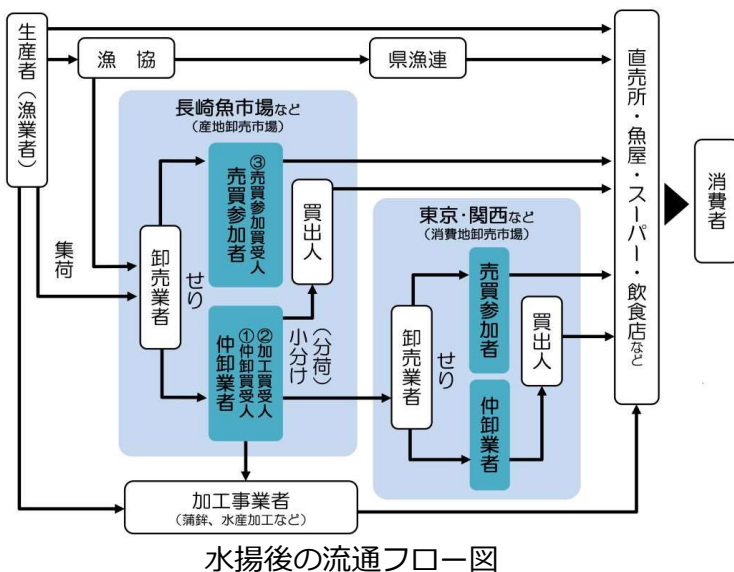 生産者(漁業者)
漁 協
県漁連
直売所・魚屋・スーパー・飲食店など
消費者
集荷
長崎魚市場など
(産地卸売市場)
卸売業者
せり
③売買参加買受人
売買参加者
買出人
②加工買受人
①仲卸買受人
仲卸業者
(分荷)
小分け
東京・関西など
(消費地卸売市場)
卸売業者
せり
売買参加者
仲卸業者
買出人
加工事業者
(蒲鉾、水産加工など)
水揚後の流通フロー図